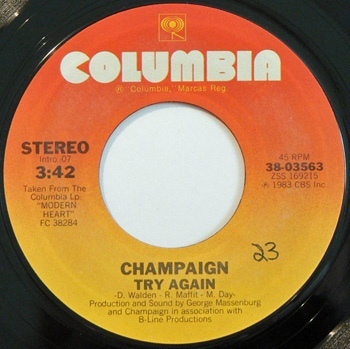 COLUMBIA
® "Columbia", Marcas Reg.
STEREO
Intro :07
3:42
Taken From The
Columbia Lp:
"MODERN
HEART"
FC 38284
45 RPM
38-03563
ZSS 169215
℗ 1983 CBS Inc.
23
CHAMPAIGN
TRY AGAIN
-D. Walden - R. Maffit - M. Day-
Production and Sound by George Massenburg
and Champaign in association with
B-Line Productions